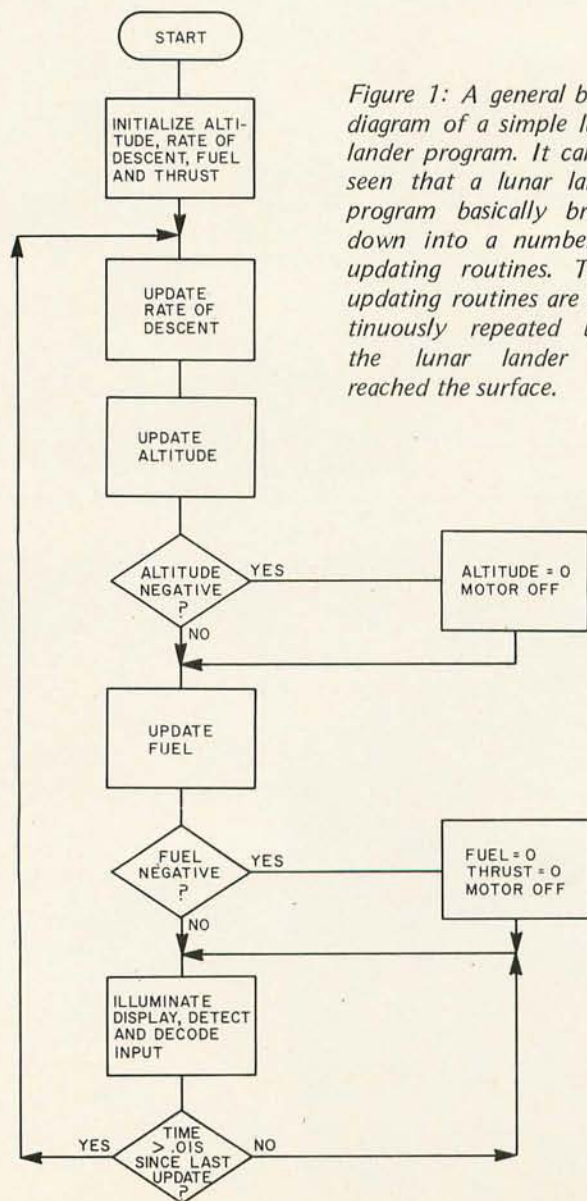 START
INITIALIZE ALTI-
TUDE, RATE OF
DESCENT, FUEL
AND THRUST
Figure 1: A general b
diagram of a simple l
lander program. It can
seen that a lunar lan
program basically br
down into a number
updating routines. T
updating routines are
tinuously repeated u
the lunar lander
reached the surface.
UPDATE
RATE OF
DESCENT
UPDATE
ALTITUDE
ALTITUDE
NEGATIVE
?
YES
NO
ALTITUDE = 0
MOTOR OFF
UPDATE
FUEL
FUEL
NEGATIVE
?
YES
NO
FUEL = 0
THRUST = 0
MOTOR OFF
ILLUMINATE
DISPLAY, DETECT
AND DECODE
INPUT
TIME
> .01S
SINCE LAST
UPDATE
?
YES
NO